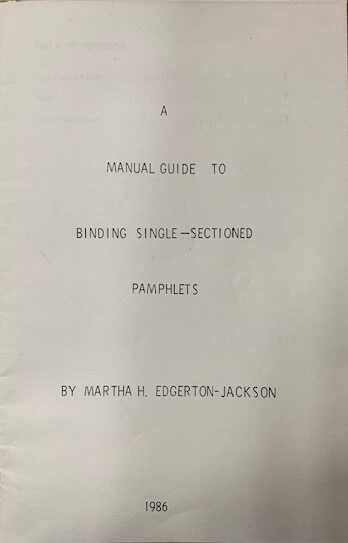 A
MANUAL GUIDE TO
BINDING SINGLE-SECTIONED
PAMPHLETS
BY MARTHA H. EDGERTON-JACKSON
1986